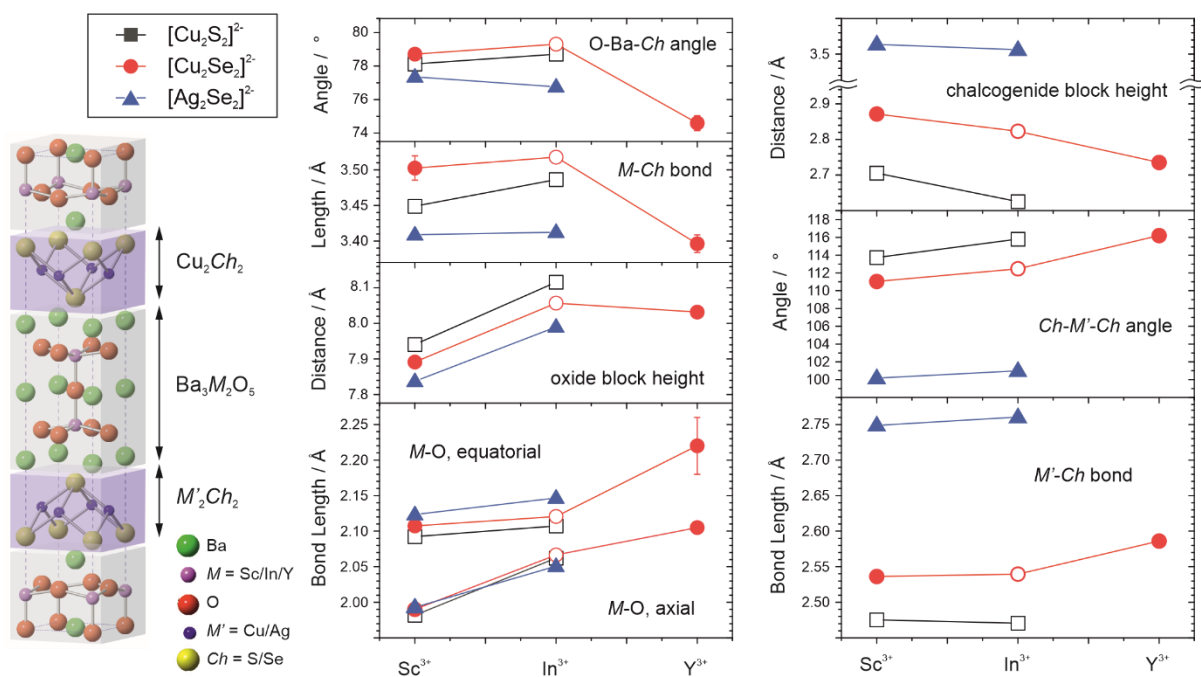 [Cu₂S₂]²⁻
[Cu₂Se₂]²⁻
[Ag₂Se₂]²⁻
Cu₂Ch₂
Ba₃M₂O₅
M'₂Ch₂
Ba
M = Sc/In/Y
O
M' = Cu/Ag
Ch = S/Se
O-Ba-Ch angle
Angle / °
80
78
76
74
M-Ch bond
Length / Å
3.50
3.45
3.40
Distance / Å
8.1
8.0
7.9
7.8
oxide block height
M-O, equatorial
Bond Length / Å
2.25
2.20
2.15
2.10
2.05
2.00
M-O, axial
Sc³⁺
In³⁺
Y³⁺
Distance / Å
3.5
2.9
2.8
2.7
chalcogenide block height
Angle / °
118
116
114
112
110
108
106
104
102
100
Ch-M'-Ch angle
Bond Length / Å
2.75
2.70
2.65
2.60
2.55
2.50
M'-Ch bond
Sc³⁺
In³⁺
Y³⁺